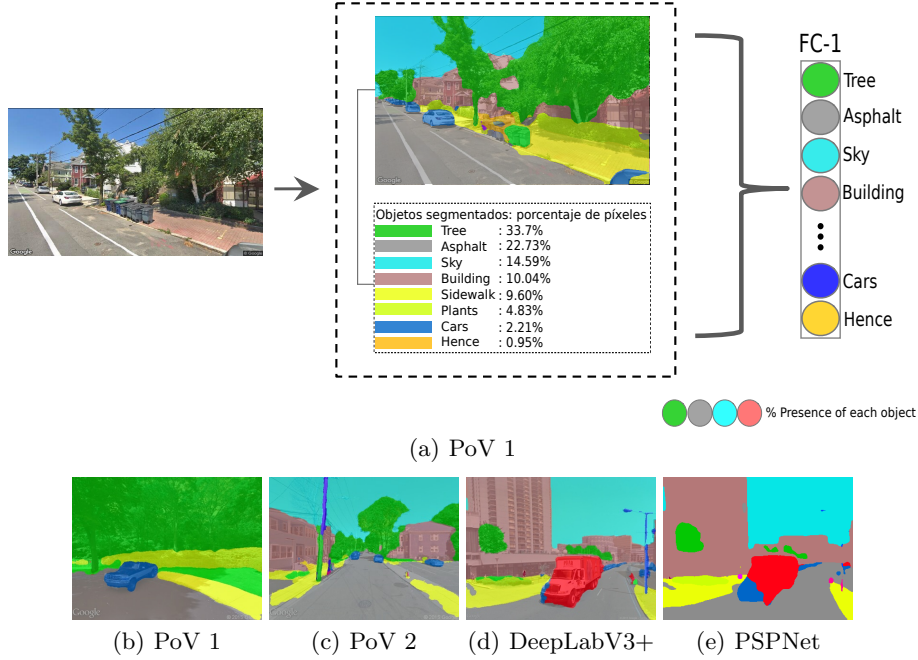 FC-1
Tree
Asphalt
Sky
Building
Cars
Hence
Google
© Google
Google
Objetos segmentados: porcentaje de píxeles
Tree : 33.7%
Asphalt : 22.73%
Sky : 14.59%
Building : 10.04%
Sidewalk : 9.60%
Plants : 4.83%
Cars : 2.21%
Hence : 0.95%
% Presence of each object
(a) PoV 1
Google
Google
(b) PoV 1 (c) PoV 2 (d) DeepLabV3+ (e) PSPNet